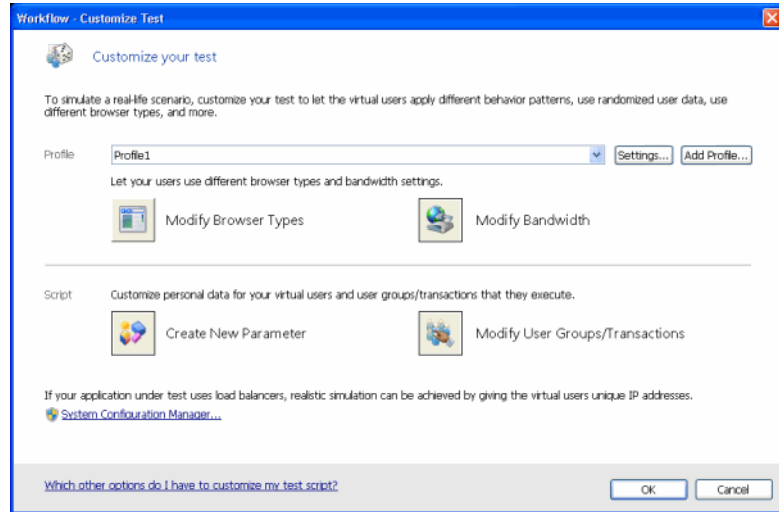 Workflow - Customize Test
Customize your test
To simulate a real-life scenario, customize your test to let the virtual users apply different behavior patterns, use randomized user data, use
different browser types, and more.
Profile Profile1 Settings... Add Profile...
Let your users use different browser types and bandwidth settings.
Modify Browser Types Modify Bandwidth
Script Customize personal data for your virtual users and user groups/transactions that they execute.
Create New Parameter Modify User Groups/Transactions
If your application under test uses load balancers, realistic simulation can be achieved by giving the virtual users unique IP addresses.
System Configuration Manager...
Which other options do I have to customize my test script? OK Cancel